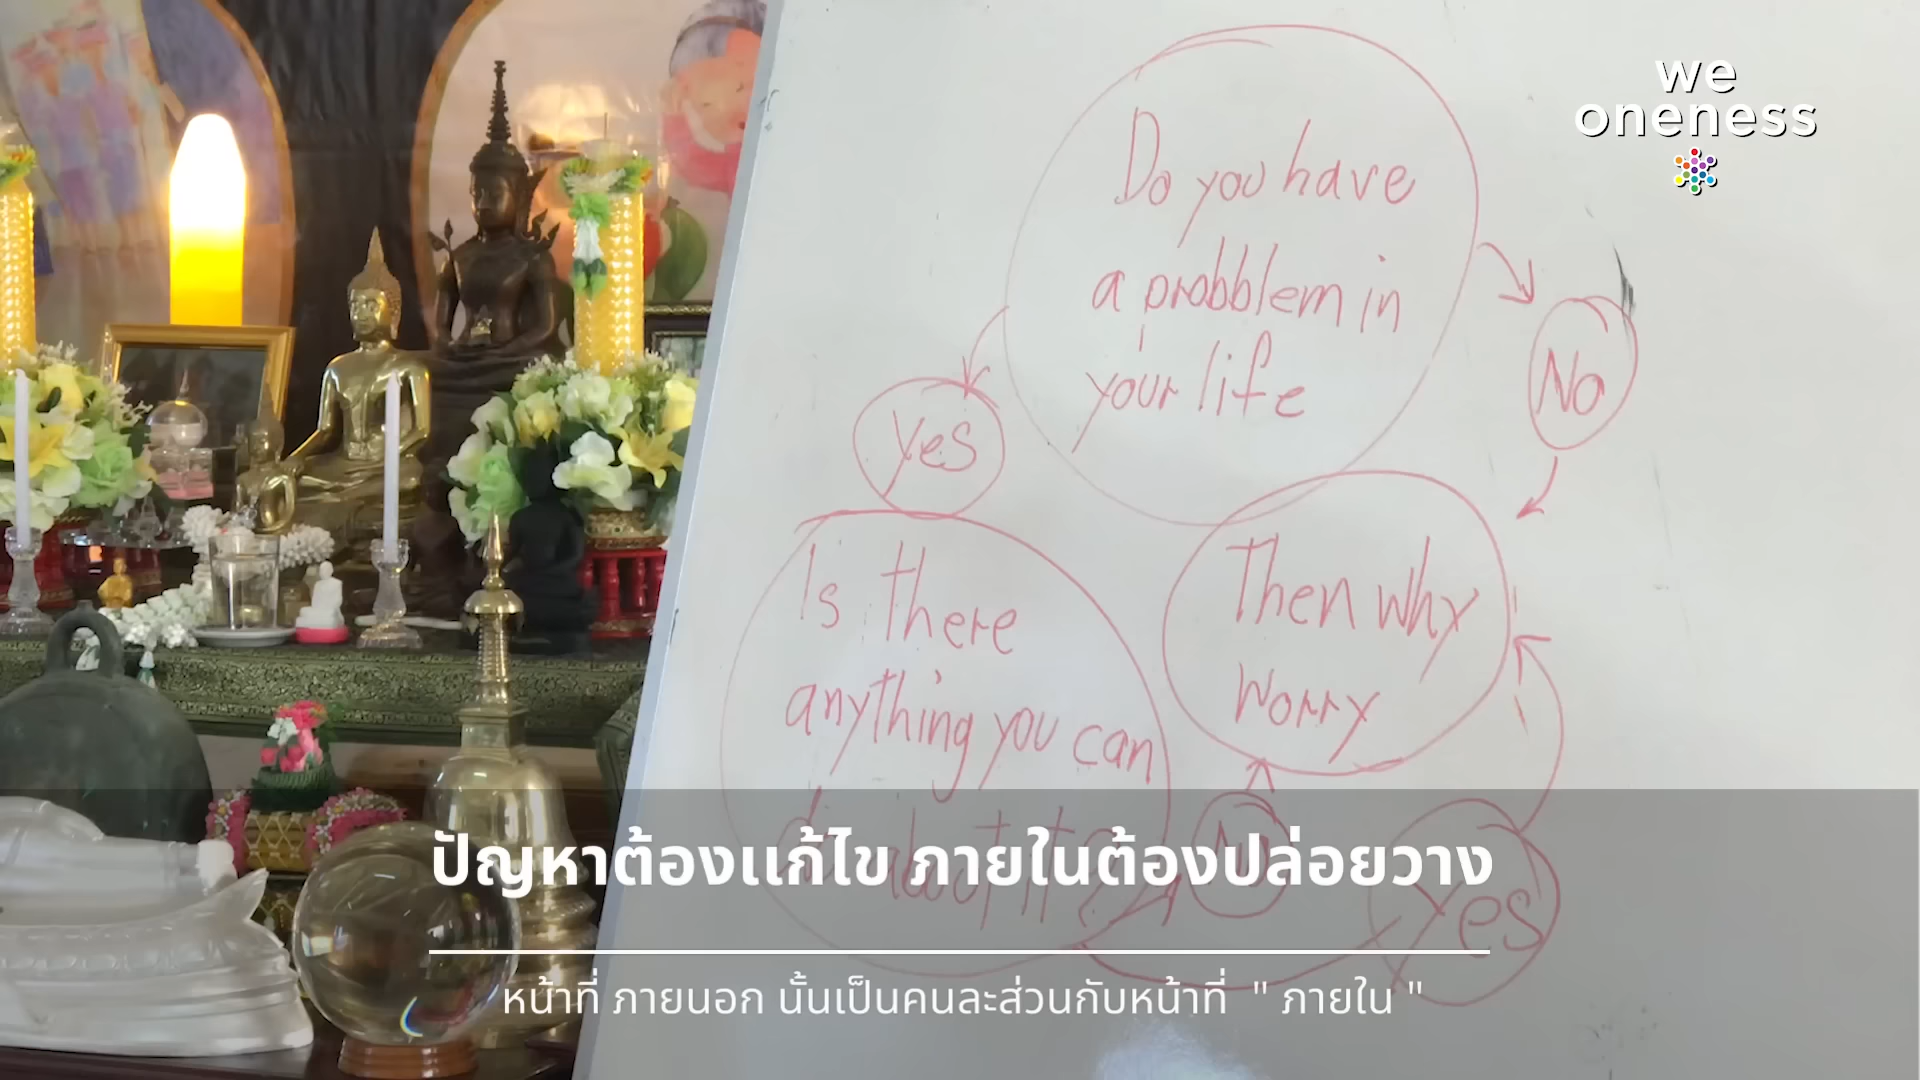 we
oneness
Do you have
a probblem in
your life
No
Yes
Is there
anything you can
do about it?
Then why
worry
No
Yes
ปัญหาต้องแก้ไข ภายในต้องปล่อยวาง
หน้าที่ ภายนอก นั้นเป็นคนละส่วนกับหน้าที่ " ภายใน "